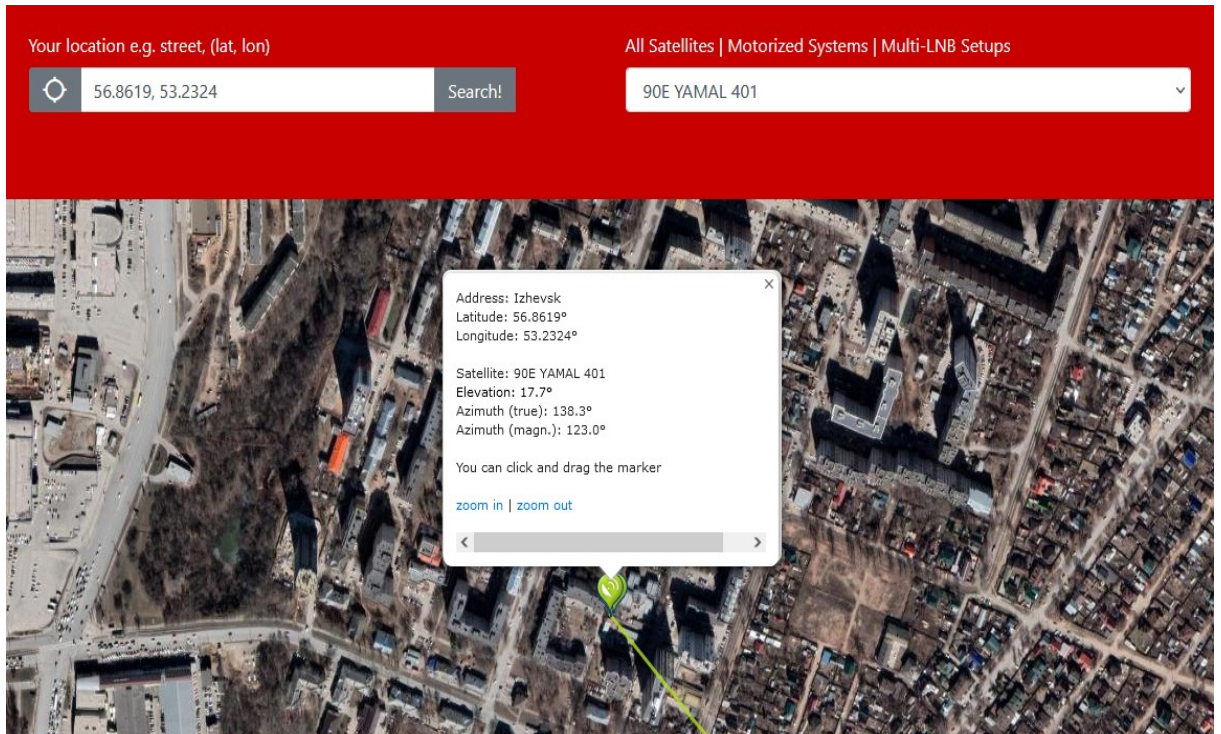 Your location e.g. street, (lat, lon)
56.8619, 53.2324
Search!
All Satellites | Motorized Systems | Multi-LNB Setups
90E YAMAL 401
Address: Izhevsk
Latitude: 56.8619°
Longitude: 53.2324°
Satellite: 90E YAMAL 401
Elevation: 17.7°
Azimuth (true): 138.3°
Azimuth (magn.): 123.0°
You can click and drag the marker
zoom in | zoom out